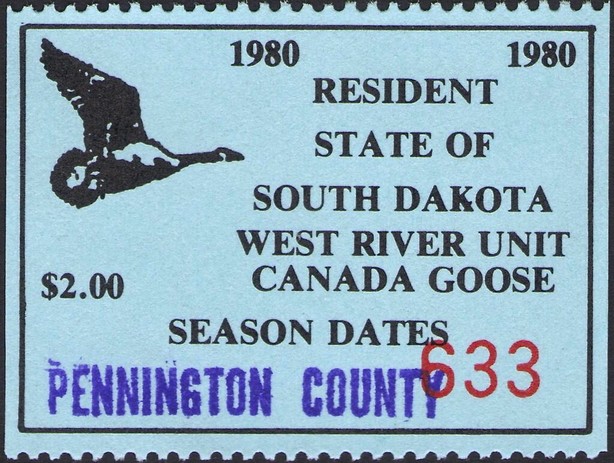 1980 1980
RESIDENT
STATE OF
SOUTH DAKOTA
WEST RIVER UNIT
$2.00 CANADA GOOSE
SEASON DATES
633
PENNINGTON COUNTY